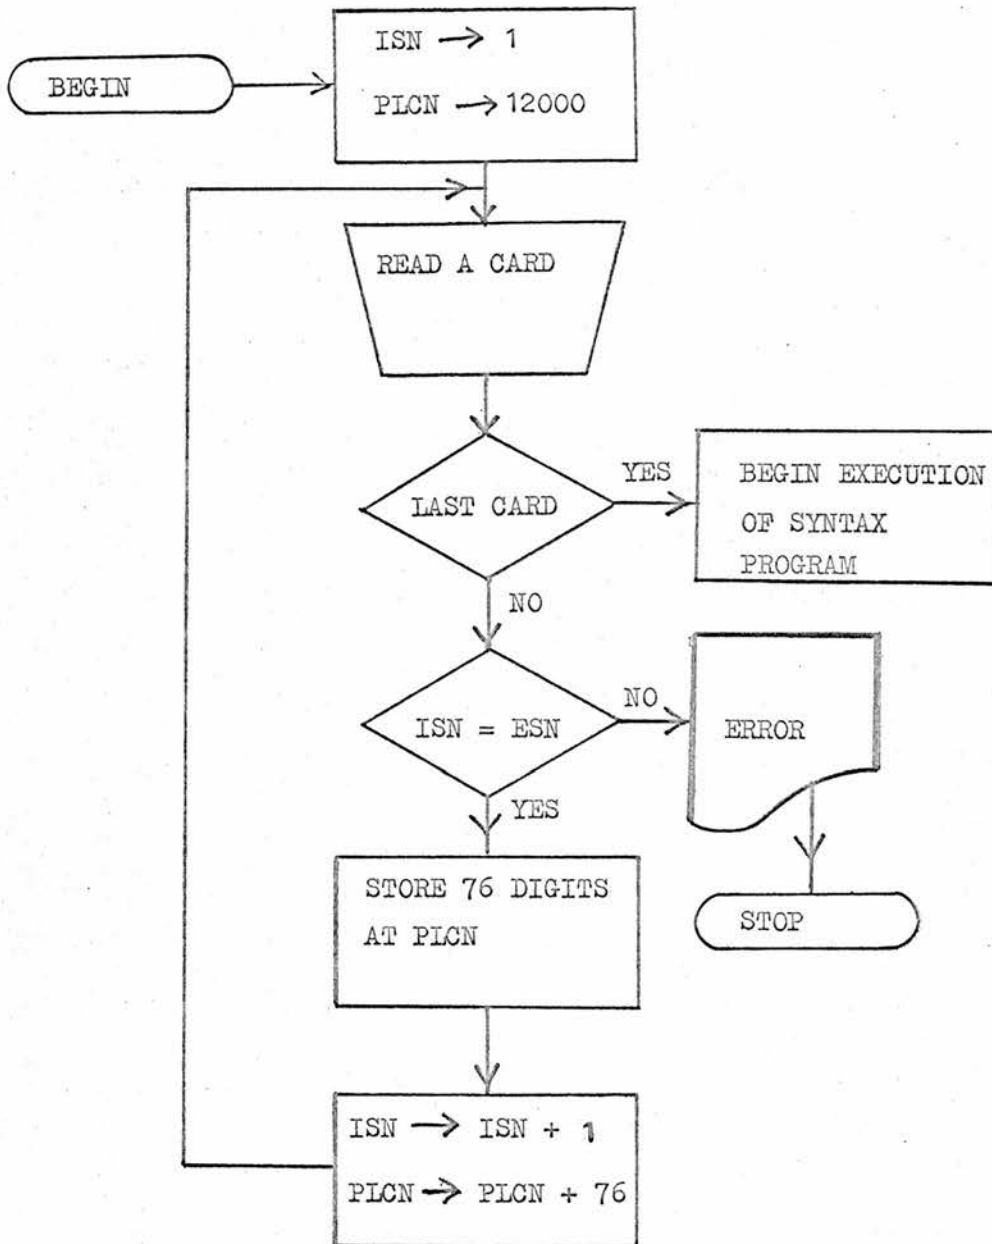 BEGIN
ISN → 1
PLCN → 12000
READ A CARD
LAST CARD
YES
BEGIN EXECUTION
OF SYNTAX
PROGRAM
NO
ISN = ESN
NO
ERROR
YES
STORE 76 DIGITS
AT PLCN
STOP
ISN → ISN + 1
PLCN → PLCN + 76